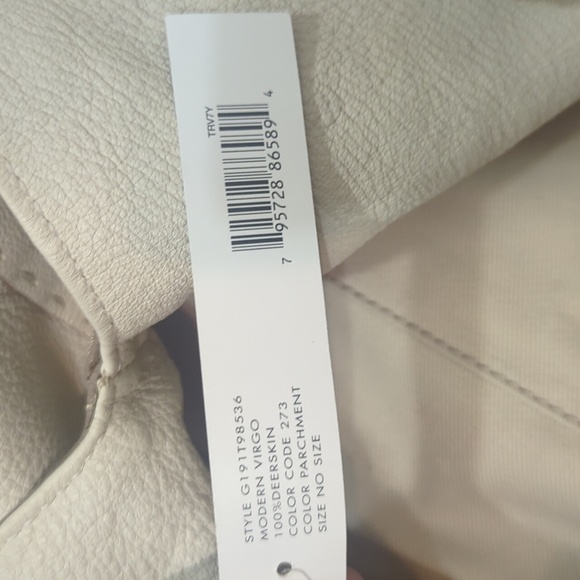 TRV7Y
7 95728 86589 4
STYLE G191T98536
MODERN VIRGO
100%DEERSKIN
COLOR CODE 273
COLOR PARCHMENT
SIZE NO SIZE